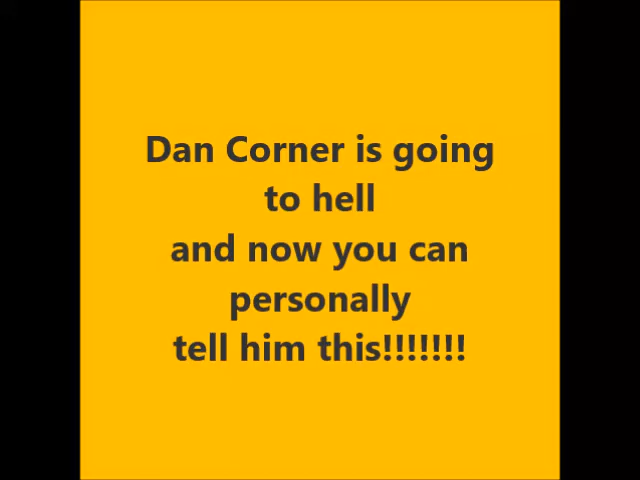 Dan Corner is going
to hell
and now you can
personally
tell him this!!!!!!!